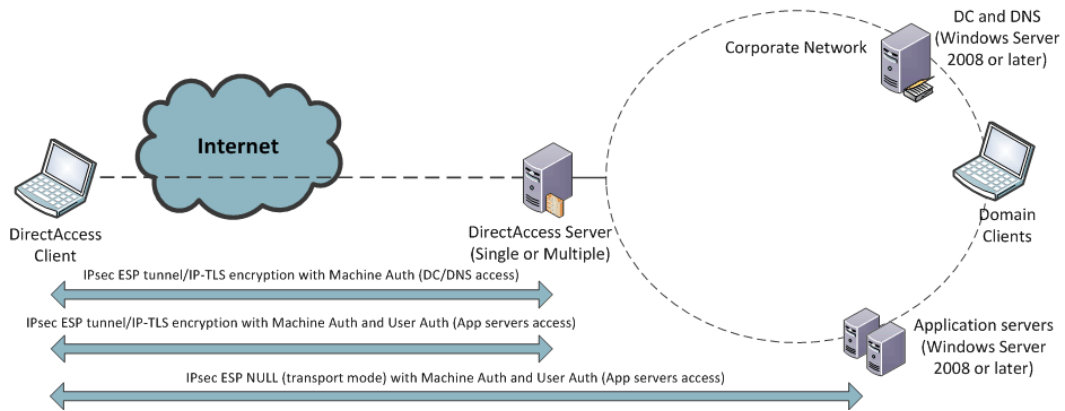 DC and DNS
(Windows Server
2008 or later)
Corporate Network
Internet
DirectAccess
Client
DirectAccess Server
(Single or Multiple)
Domain
Clients
IPsec ESP tunnel/IP-TLS encryption with Machine Auth (DC/DNS access)
IPsec ESP tunnel/IP-TLS encryption with Machine Auth and User Auth (App servers access)
Application servers
(Windows Server
2008 or later)
IPsec ESP NULL (transport mode) with Machine Auth and User Auth (App servers access)